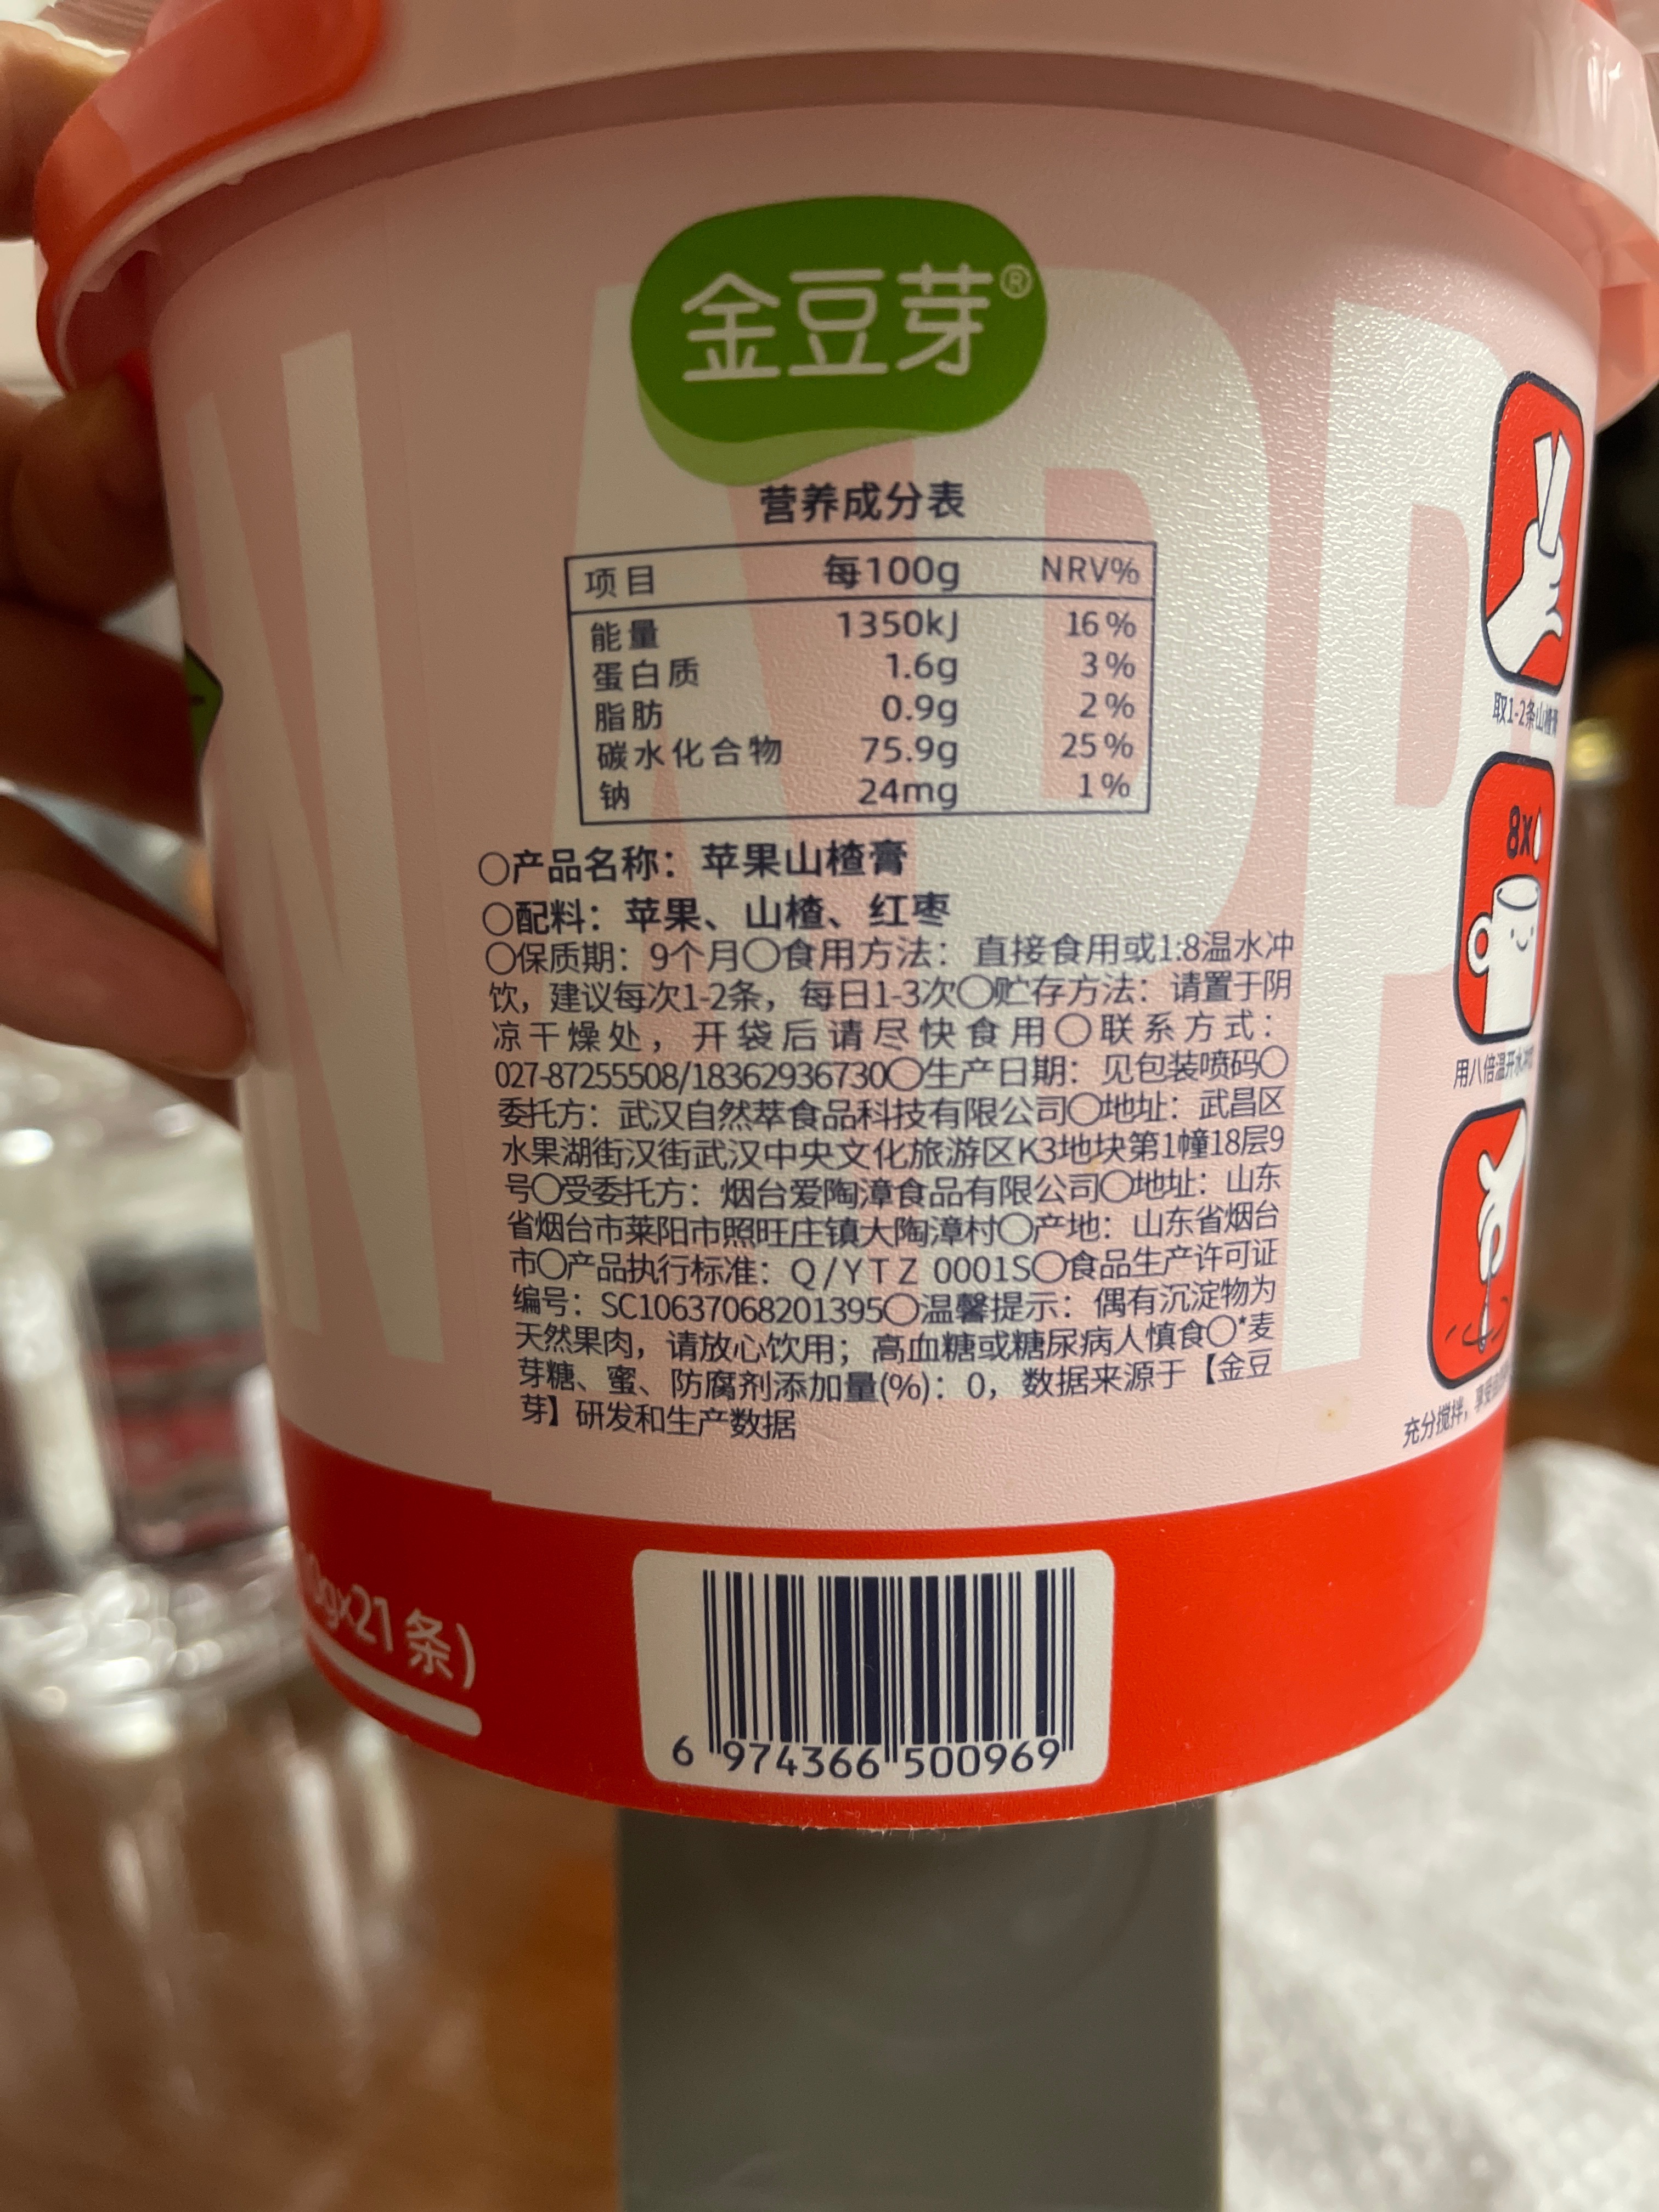 金豆芽®
营养成分表
项目 每100g NRV%
能量 1350kJ 16%
蛋白质 1.6g 3%
脂肪 0.9g 2%
碳水化合物 75.9g 25%
钠 24mg 1%
○产品名称：苹果山楂膏
○配料：苹果、山楂、红枣
○保质期：9个月○食用方法：直接食用或1:8温水冲
饮，建议每次1-2条，每日1-3次○贮存方法：请置于阴
凉干燥处，开袋后请尽快食用○联系方式：
027-87255508/18362936730○生产日期：见包装喷码○
委托方：武汉自然萃食品科技有限公司○地址：武昌区
水果湖街汉街武汉中央文化旅游区K3地块第1幢18层9
号○受委托方：烟台爱陶漳食品有限公司○地址：山东
省烟台市莱阳市照旺庄镇大陶漳村○产地：山东省烟台
市○产品执行标准：Q/YTZ 0001S○食品生产许可证
编号：SC10637068201395○温馨提示：偶有沉淀物为
天然果肉，请放心饮用；高血糖或糖尿病人慎食○*麦
芽糖、蜜、防腐剂添加量(%)：0，数据来源于【金豆
芽】研发和生产数据
取1-2条山楂膏
8x
用八倍温开水冲
充分搅拌，享
0gx21条)
6 974366 500969
APP